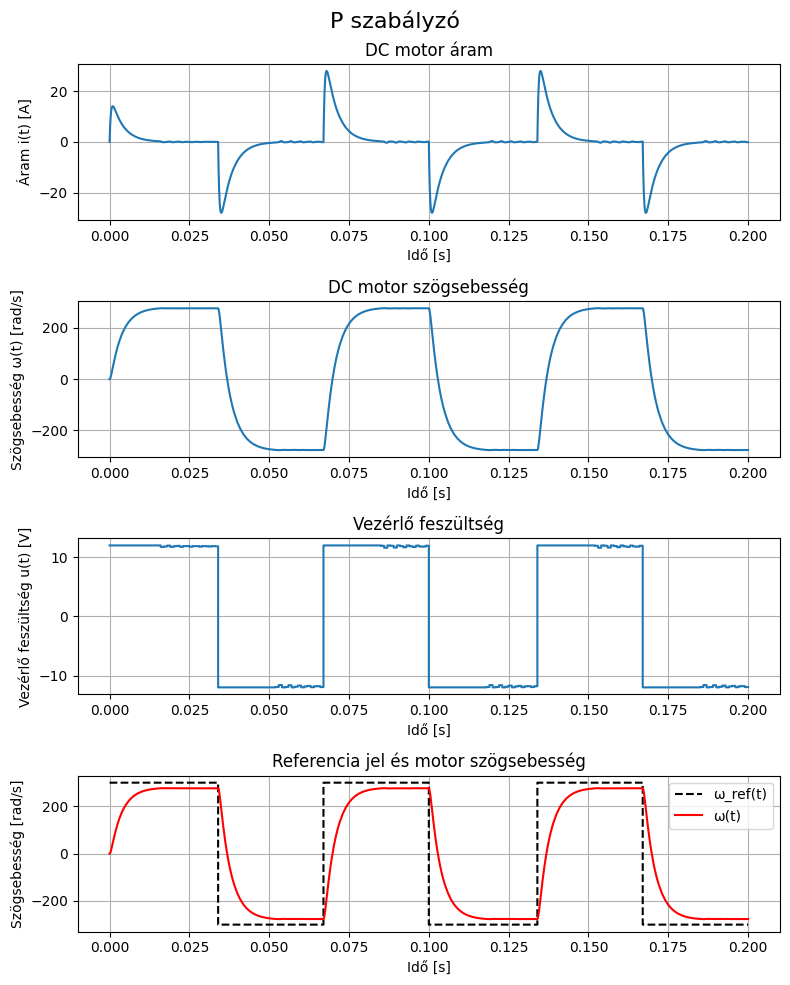 P szabályzó
DC motor áram
Áram i(t) [A]
20
0
−20
0.000 0.025 0.050 0.075 0.100 0.125 0.150 0.175 0.200
Idő [s]
DC motor szögsebesség
Szögsebesség ω(t) [rad/s]
200
0
−200
0.000 0.025 0.050 0.075 0.100 0.125 0.150 0.175 0.200
Idő [s]
Vezérlő feszültség
Vezérlő feszültség u(t) [V]
10
0
−10
0.000 0.025 0.050 0.075 0.100 0.125 0.150 0.175 0.200
Idő [s]
Referencia jel és motor szögsebesség
Szögsebesség [rad/s]
200
0
−200
ω_ref(t)
ω(t)
0.000 0.025 0.050 0.075 0.100 0.125 0.150 0.175 0.200
Idő [s]